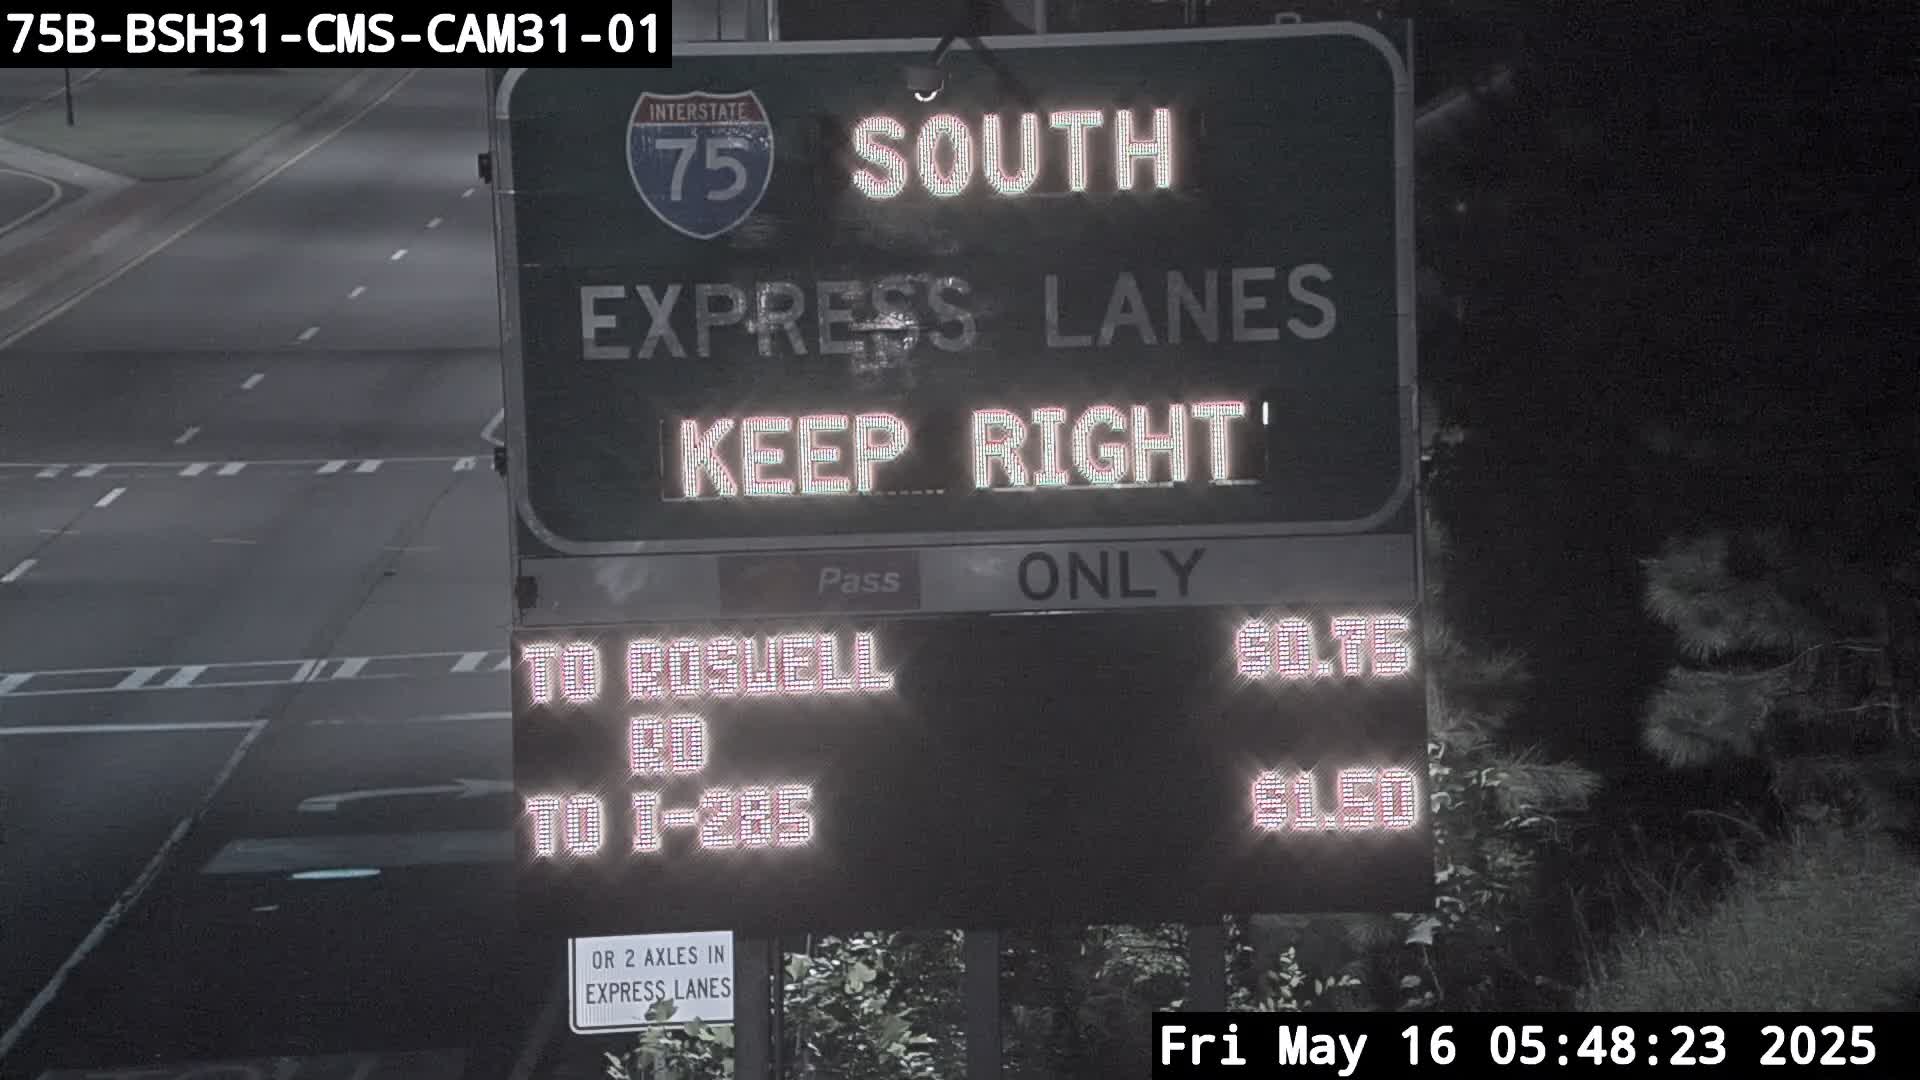 75B-BSH31-CMS-CAM31-01
INTERSTATE
75
SOUTH
EXPRESS LANES
KEEP RIGHT
Pass ONLY
TO ROSWELL $0.75
RD
TO I-285 $1.50
OR 2 AXLES IN
EXPRESS LANES
Fri May 16 05:48:23 2025